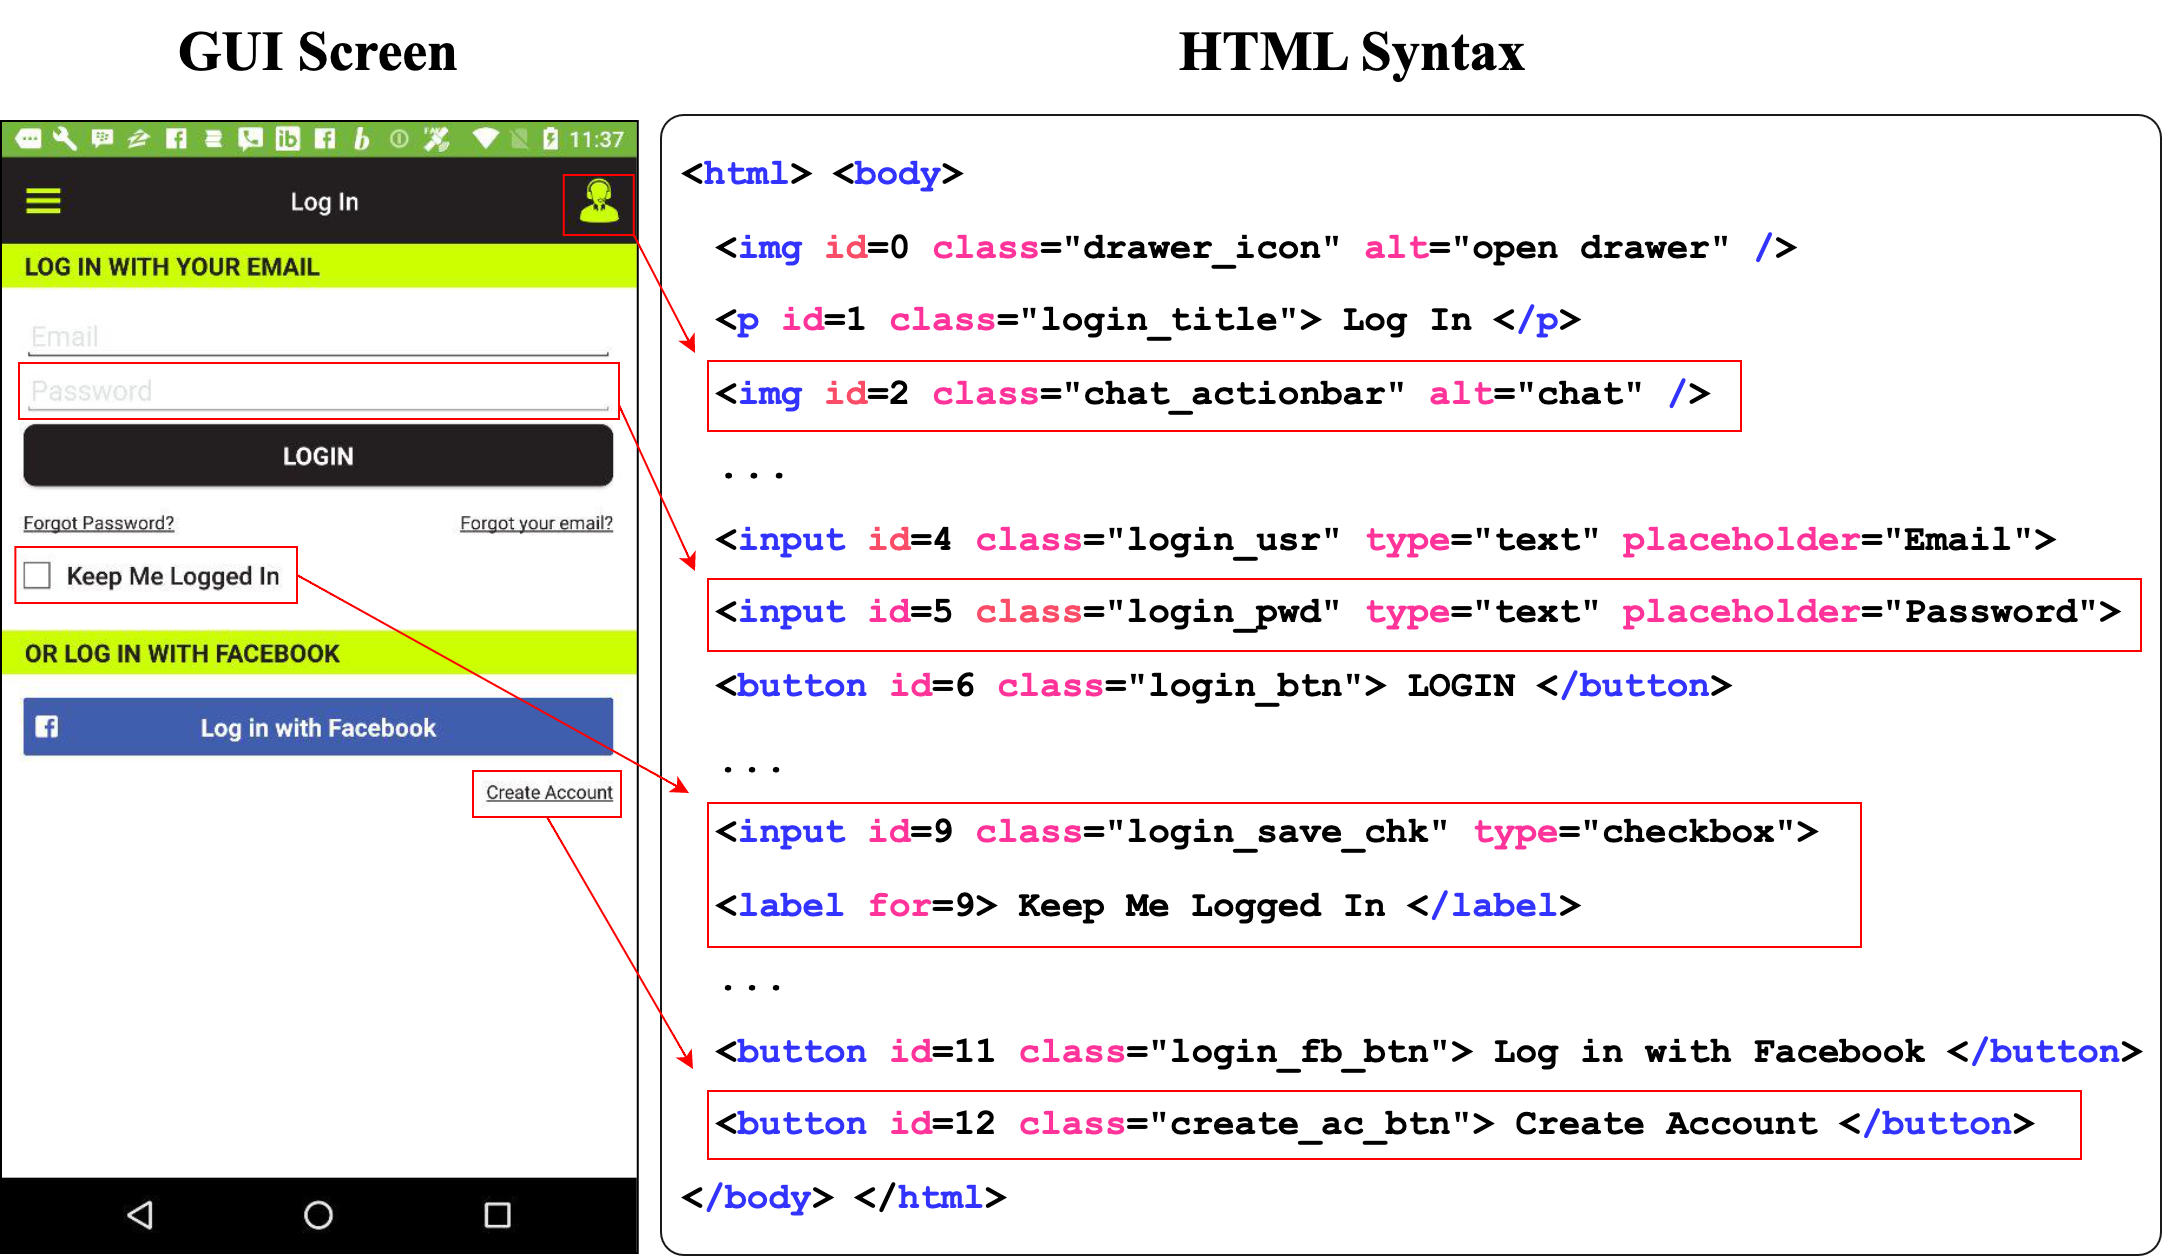 GUI Screen
HTML Syntax
11:37
Log In
LOG IN WITH YOUR EMAIL
Email
Password
LOGIN
Forgot Password? Forgot your email?
Keep Me Logged In
OR LOG IN WITH FACEBOOK
Log in with Facebook
Create Account
<html> <body>
<img id=0 class="drawer_icon" alt="open drawer" />
<p id=1 class="login_title"> Log In </p>
<img id=2 class="chat_actionbar" alt="chat" />
...
<input id=4 class="login_usr" type="text" placeholder="Email">
<input id=5 class="login_pwd" type="text" placeholder="Password">
<button id=6 class="login_btn"> LOGIN </button>
...
<input id=9 class="login_save_chk" type="checkbox">
<label for=9> Keep Me Logged In </label>
...
<button id=11 class="login_fb_btn"> Log in with Facebook </button>
<button id=12 class="create_ac_btn"> Create Account </button>
</body> </html>